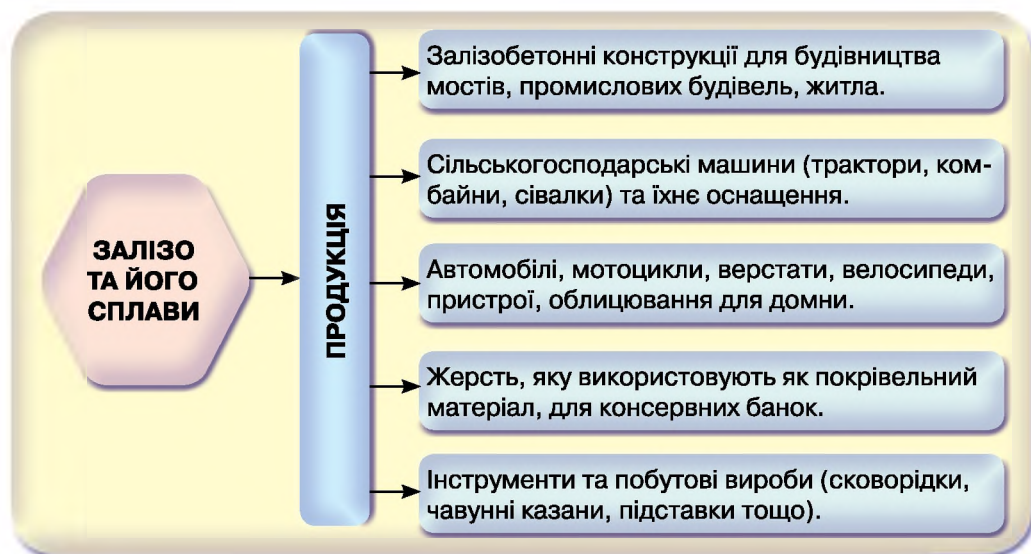 ЗАЛІЗО
ТА ЙОГО
СПЛАВИ
ПРОДУКЦІЯ
Залізобетонні конструкції для будівництва
мостів, промислових будівель, житла.
Сільськогосподарські машини (трактори, ком-
байни, сівалки) та їхнє оснащення.
Автомобілі, мотоцикли, верстати, велосипеди,
пристрої, облицювання для домни.
Жерсть, яку використовують як покрівельний
матеріал, для консервних банок.
Інструменти та побутові вироби (сковорідки,
чавунні казани, підставки тощо).